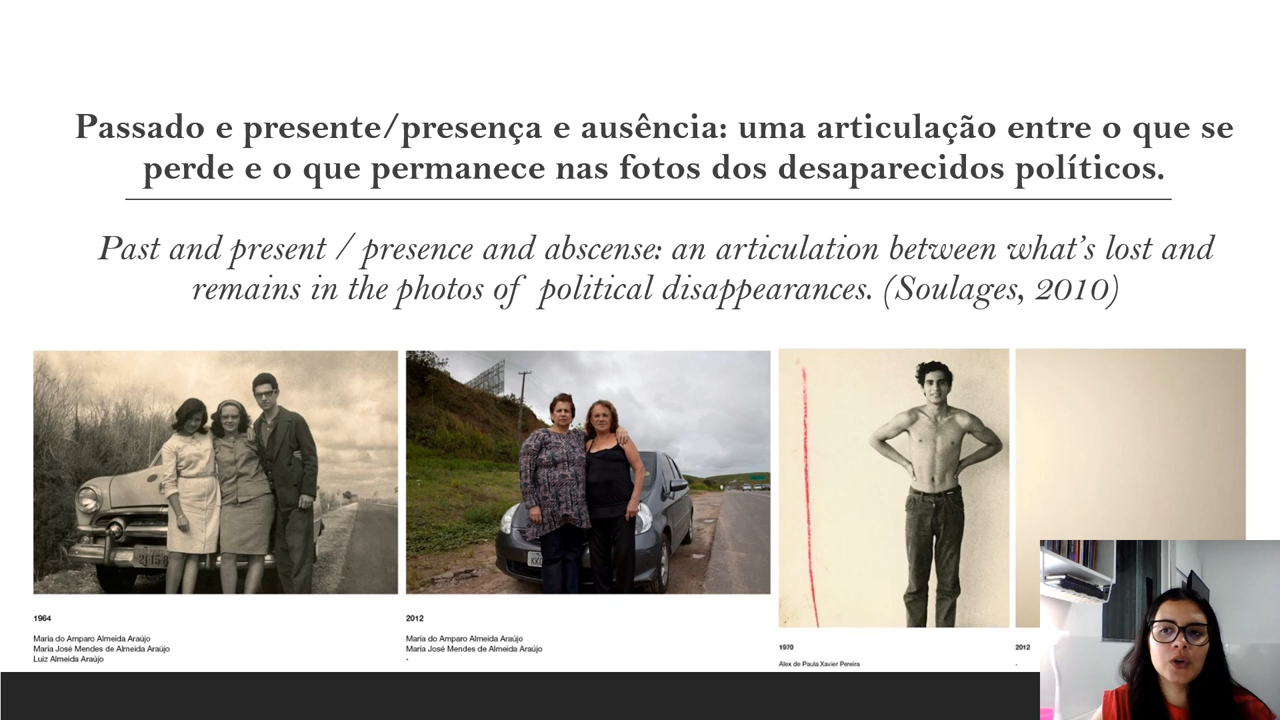 Passado e presente/presença e ausência: uma articulação entre o que se
perde e o que permanece nas fotos dos desaparecidos políticos.
Past and present / presence and abscense: an articulation between what's lost and
remains in the photos of political disappearances. (Soulages, 2010)
1964
Maria do Amparo Almeida Araújo
Maria José Mendes de Almeida Araújo
Luiz Almeida Araújo
2012
Maria do Amparo Almeida Araújo
Maria José Mendes de Almeida Araújo
-
1970
Alex de Paula Xavier Pereira
2012
-